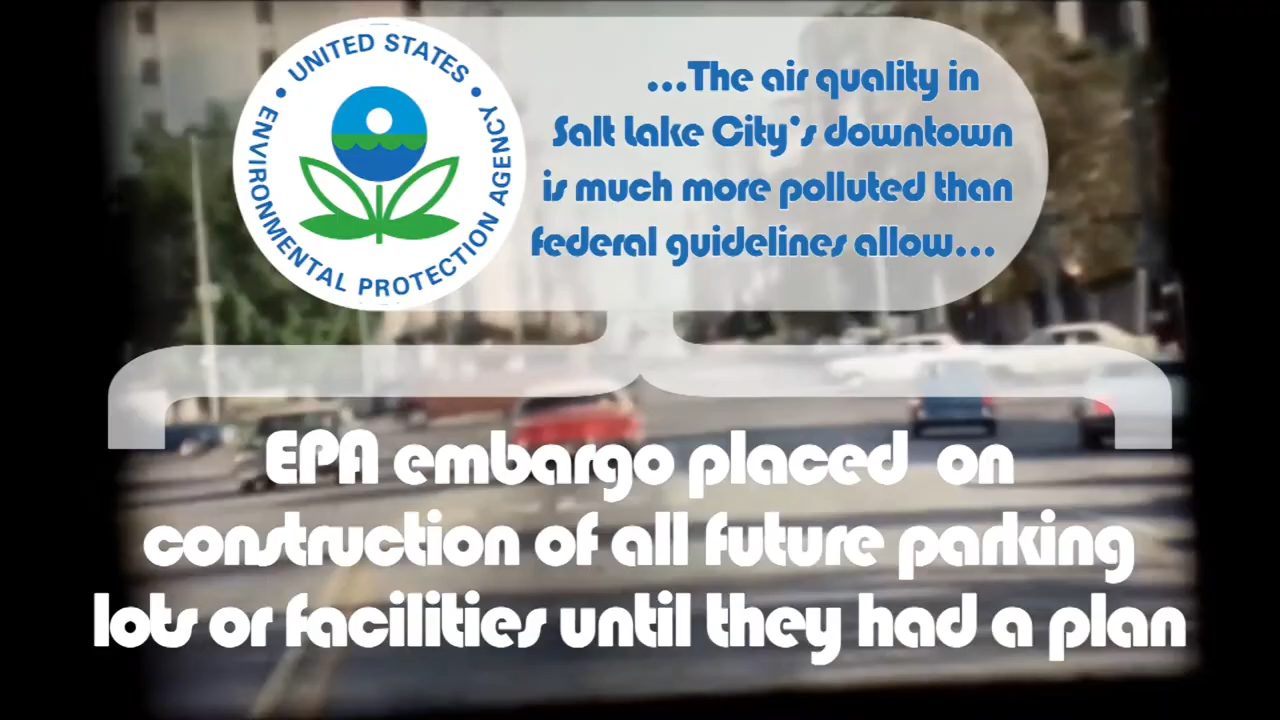 UNITED STATES
ENVIRONMENTAL PROTECTION AGENCY
...The air quality in
Salt Lake City's downtown
is much more polluted than
federal guidelines allow...
EPA embargo placed on
construction of all future parking
lots or facilities until they had a plan